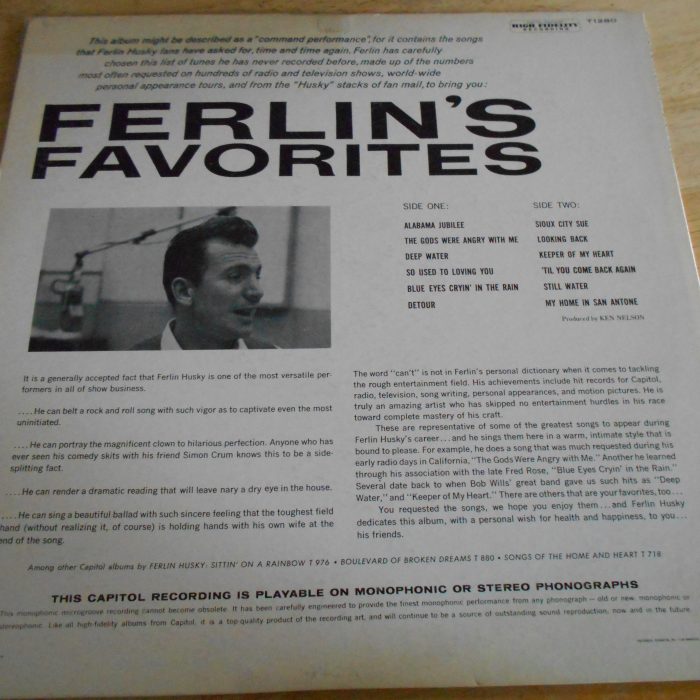 HIGH FIDELITY
RECORDING
T1280
This album might be described as a "command performance", for it contains the songs
that Ferlin Husky fans have asked for, time and time again. Ferlin has carefully
chosen this list of tunes he has never recorded before, made up of the numbers
most often requested on hundreds of radio and television shows, world-wide
personal appearance tours, and from the "Husky" stacks of fan mail, to bring you:
FERLIN'S
FAVORITES
SIDE ONE:
ALABAMA JUBILEE
THE GODS WERE ANGRY WITH ME
DEEP WATER
SO USED TO LOVING YOU
BLUE EYES CRYIN' IN THE RAIN
DETOUR
SIDE TWO:
SIOUX CITY SUE
LOOKING BACK
KEEPER OF MY HEART
'TIL YOU COME BACK AGAIN
STILL WATER
MY HOME IN SAN ANTONE
Produced by KEN NELSON
It is a generally accepted fact that Ferlin Husky is one of the most versatile per-
formers in all of show business.
....He can belt a rock and roll song with such vigor as to captivate even the most
uninitiated.
....He can portray the magnificent clown to hilarious perfection. Anyone who has
ever seen his comedy skits with his friend Simon Crum knows this to be a side-
splitting fact.
....He can render a dramatic reading that will leave nary a dry eye in the house.
....He can sing a beautiful ballad with such sincere feeling that the toughest field
hand (without realizing it, of course) is holding hands with his own wife at the
end of the song.
The word "can't" is not in Ferlin's personal dictionary when it comes to tackling
the rough entertainment field. His achievements include hit records for Capitol,
radio, television, song writing, personal appearances, and motion pictures. He is
truly an amazing artist who has skipped no entertainment hurdles in his race
toward complete mastery of his craft.
These are representative of some of the greatest songs to appear during
Ferlin Husky's career...and he sings them here in a warm, intimate style that is
bound to please. For example, he does a song that was much requested during his
early radio days in California, "The Gods Were Angry with Me." Another he learned
through his association with the late Fred Rose, "Blue Eyes Cryin' in the Rain."
Several date back to when Bob Wills' great band gave us such hits as "Deep
Water," and "Keeper of My Heart." There are others that are your favorites, too...
You requested the songs, we hope you enjoy them...and Ferlin Husky
dedicates this album, with a personal wish for health and happiness, to you...
his friends.
Among other Capitol albums by FERLIN HUSKY: SITTIN' ON A RAINBOW T 976 • BOULEVARD OF BROKEN DREAMS T 880 • SONGS OF THE HOME AND HEART T 718
THIS CAPITOL RECORDING IS PLAYABLE ON MONOPHONIC OR STEREO PHONOGRAPHS
This monophonic microgroove recording cannot become obsolete. It has been carefully engineered to provide the finest monophonic performance from any phonograph — old or new, monophonic or
stereophonic. Like all high-fidelity albums from Capitol, it is a top-quality product of the recording art, and will continue to be a source of outstanding sound reproduction, now and in the future.